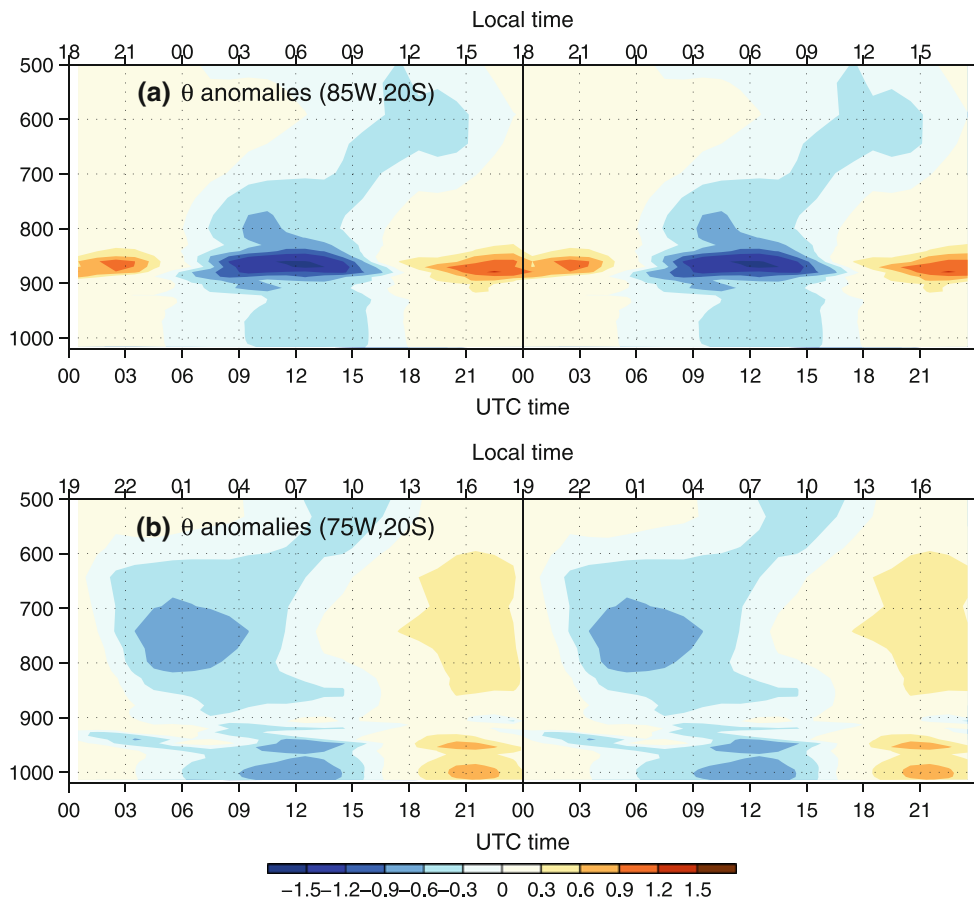 Local time
18 21 00 03 06 09 12 15 18 21 00 03 06 09 12 15
500
(a) θ anomalies (85W,20S)
600
700
800
900
1000
00 03 06 09 12 15 18 21 00 03 06 09 12 15 18 21
UTC time
Local time
19 22 01 04 07 10 13 16 19 22 01 04 07 10 13 16
500
(b) θ anomalies (75W,20S)
600
700
800
900
1000
00 03 06 09 12 15 18 21 00 03 06 09 12 15 18 21
UTC time
−1.5 −1.2 −0.9 −0.6 −0.3 0 0.3 0.6 0.9 1.2 1.5